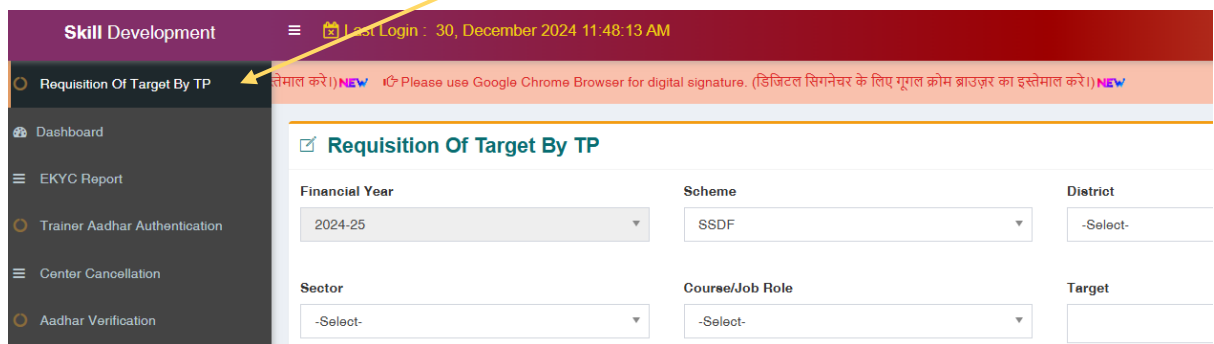 Skill Development
Last Login : 30, December 2024 11:48:13 AM
Requisition Of Target By TP
स्तेमाल करे।) NEW Please use Google Chrome Browser for digital signature. (डिजिटल सिगनेचर के लिए गूगल क्रोम ब्राउज़र का इस्तेमाल करे।) NEW
Dashboard
EKYC Report
Trainer Aadhar Authentication
Center Cancellation
Aadhar Verification
Requisition Of Target By TP
Financial Year Scheme District
2024-25 SSDF -Select-
Sector Course/Job Role Target
-Select- -Select-